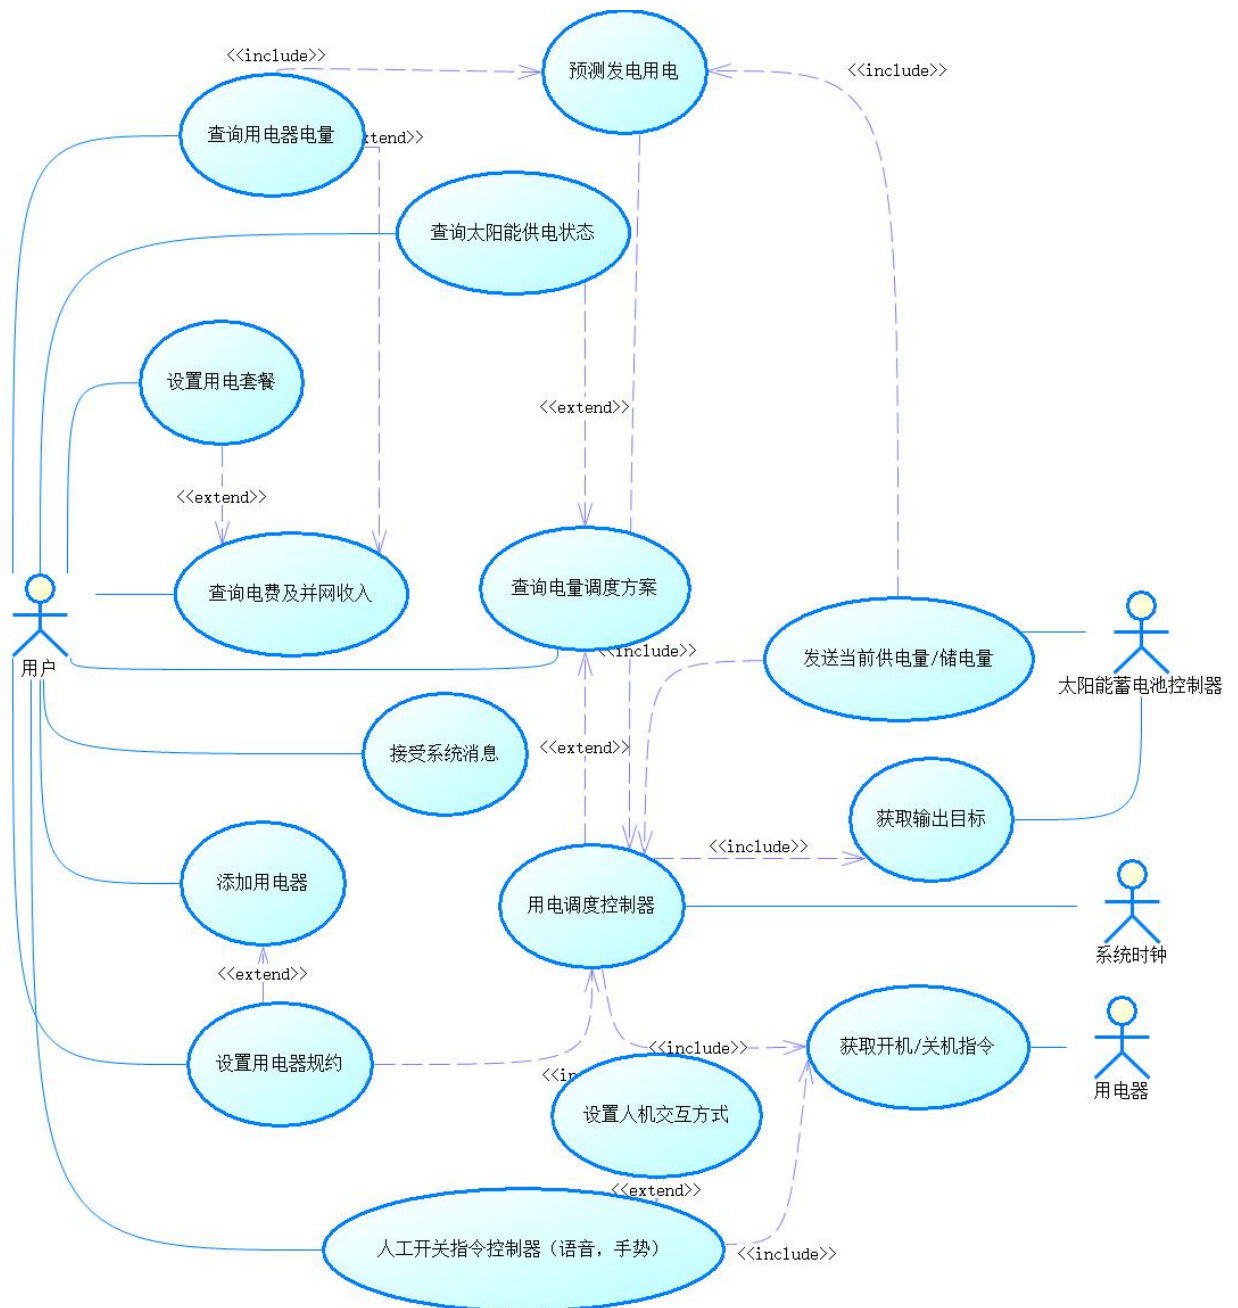 <<include>>
预测发电用电
<<include>>
查询用电器电量
xtend>>
查询太阳能供电状态
设置用电套餐
<<extend>>
<<extend>>
查询电费及并网收入
查询电量调度方案
<<include>>
发送当前供电量/储电量
用户
太阳能蓄电池控制器
接受系统消息
<<extend>>
获取输出目标
<<include>>
添加用电器
用电调度控制器
系统时钟
<<extend>>
设置用电器规约
<<include>>
获取开机/关机指令
<<in
用电器
设置人机交互方式
<<extend>>
人工开关指令控制器（语音，手势）
<<include>>